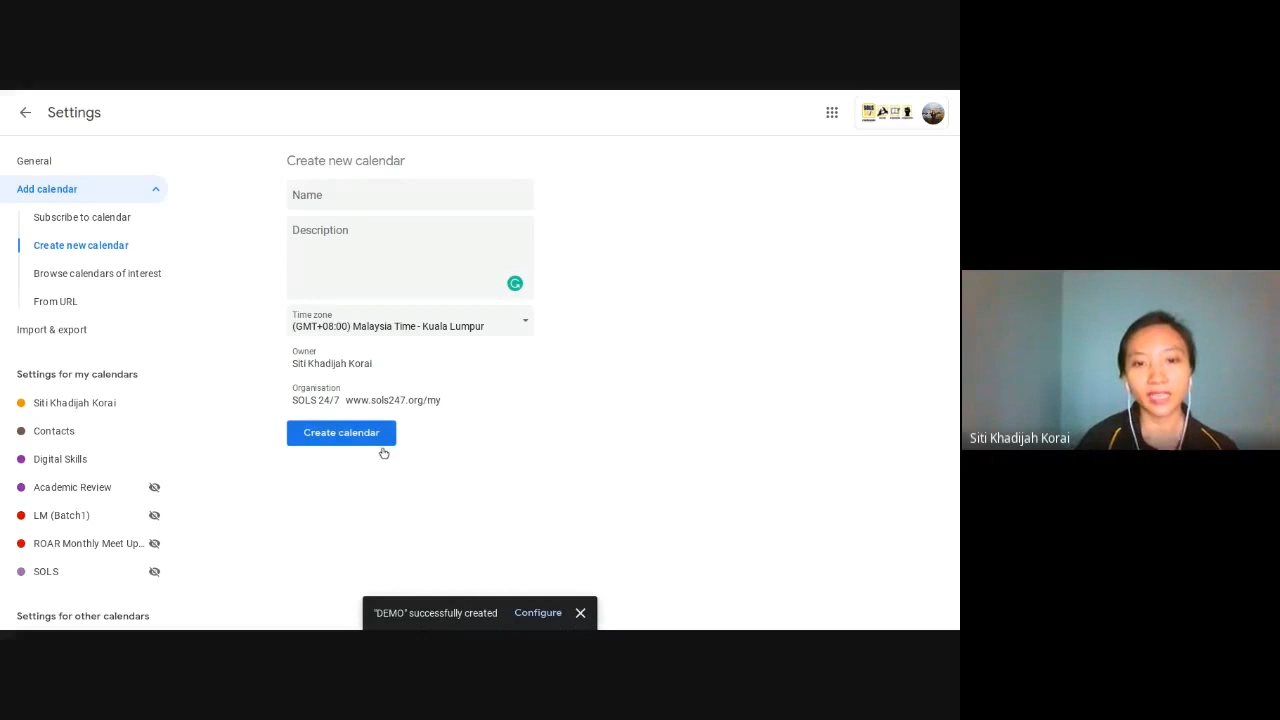 Settings
General
Add calendar
Subscribe to calendar
Create new calendar
Browse calendars of interest
From URL
Import & export
Settings for my calendars
Siti Khadijah Korai
Contacts
Digital Skills
Academic Review
LM (Batch1)
ROAR Monthly Meet Up...
SOLS
Settings for other calendars
Create new calendar
Name
Description
Time zone
(GMT+08:00) Malaysia Time - Kuala Lumpur
Owner
Siti Khadijah Korai
Organisation
SOLS 24/7 www.sols247.org/my
Create calendar
"DEMO" successfully created Configure
Siti Khadijah Korai